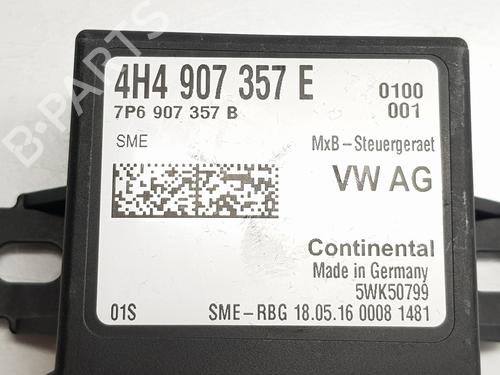 4H4 907 357 E
0100
7P6 907 357 B
001
SME
MxB-Steuergeraet
VW AG
Continental
Made in Germany
5WK50799
01S
SME-RBG 18.05.16 0008 1481
B-PARTS